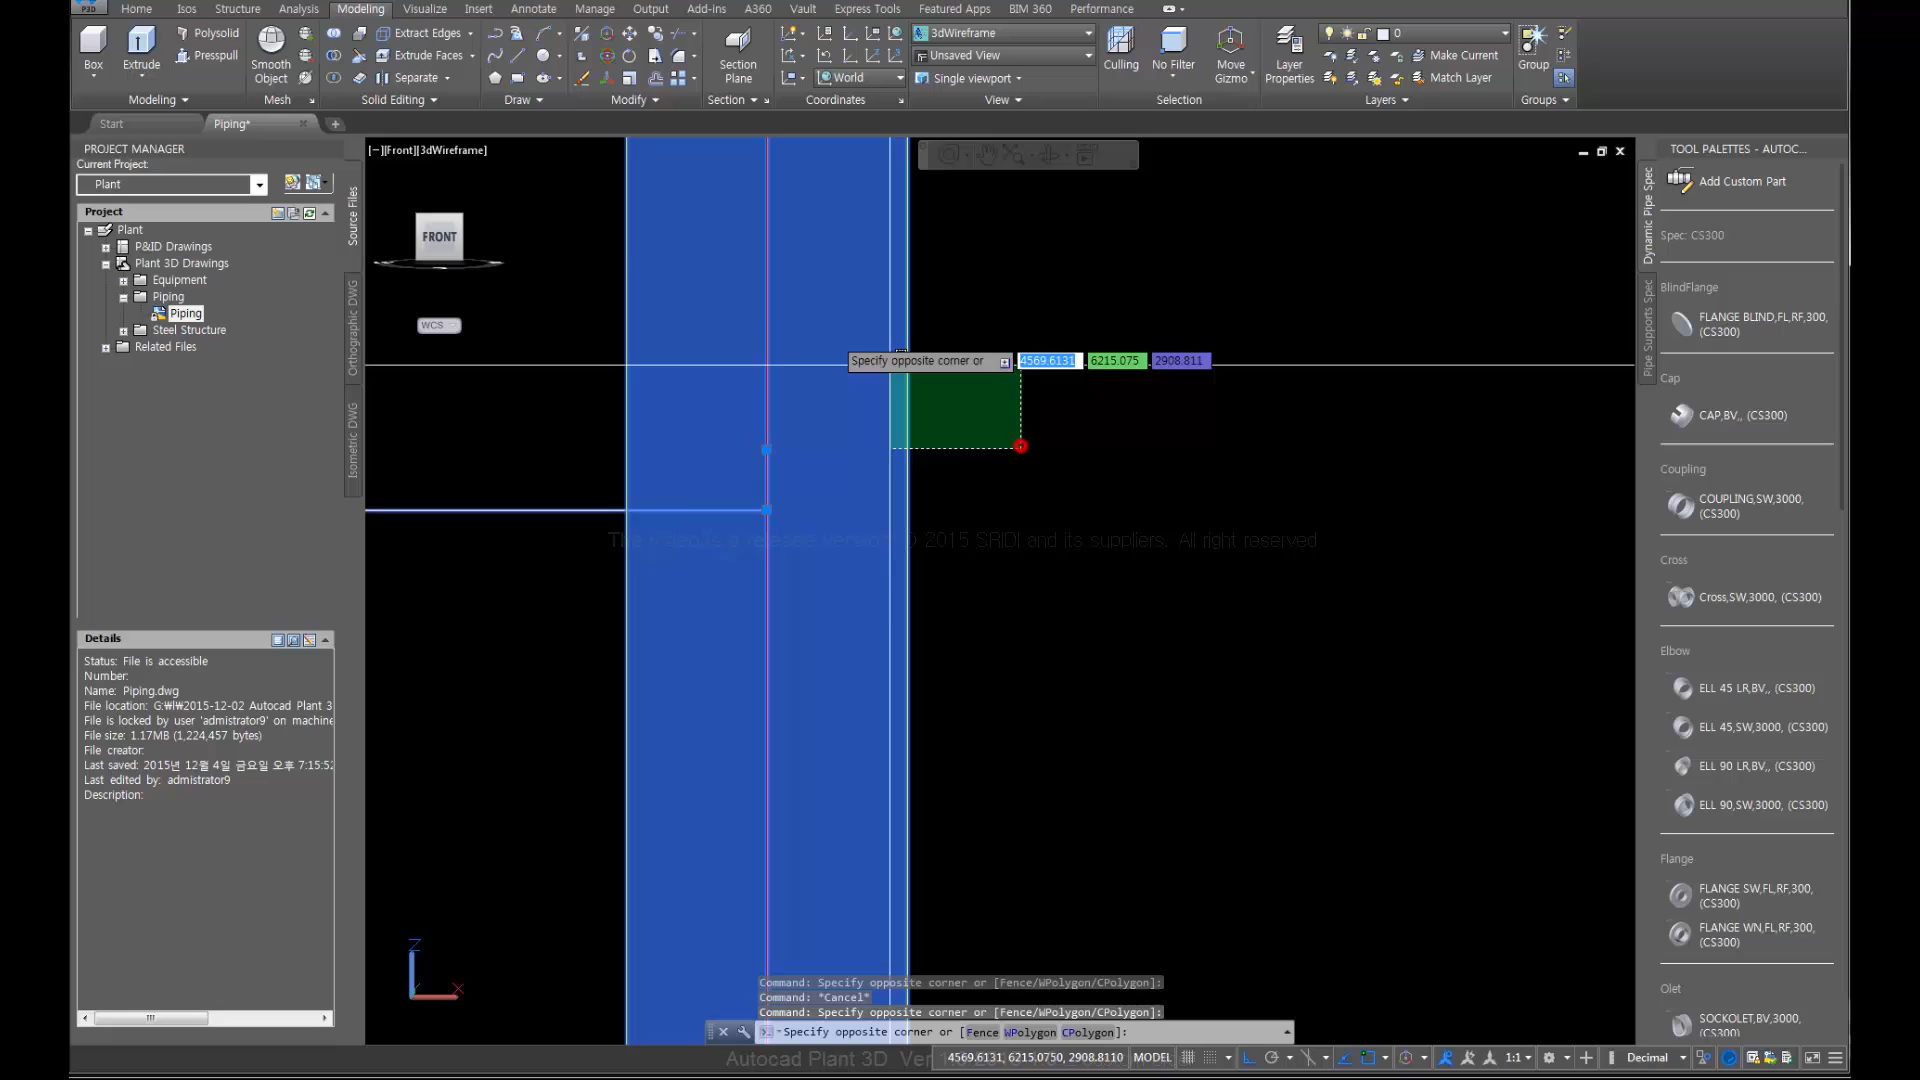 P3D
Home Isos Structure Analysis Modeling Visualize Insert Annotate Manage Output Add-ins A360 Vault Express Tools Featured Apps BIM 360 Performance
Box
Extrude
Polysolid
Presspull
Modeling
Smooth
Object
Mesh
Extract Edges
Extrude Faces
Separate
Solid Editing
Draw
Modify
Section
Plane
Section
World
Coordinates
3dWireframe
Unsaved View
Single viewport
View
Culling
No Filter
Move
Gizmo
Selection
Layer
Properties
0
Make Current
Match Layer
Layers
Group
Groups
Start
Piping*
PROJECT MANAGER
Current Project:
Plant
Project
Plant
P&ID Drawings
Plant 3D Drawings
Equipment
Piping
Piping
Steel Structure
Related Files
Source Files
Orthographic DWG
Isometric DWG
Details
Status: File is accessible
Number:
Name: Piping.dwg
File location: G:₩I₩2015-12-02 Autocad Plant 3
File is locked by user 'admistrator9' on machine
File size: 1.17MB (1,224,457 bytes)
File creator:
Last saved: 2015년 12월 4일 금요일 오후 7:15:52
Last edited by: admistrator9
Description:
[−][Front][3dWireframe]
FRONT
WCS
Specify opposite corner or 4569.6131 6215.075 2908.811
2015 SRIDI and its suppliers. All right reserved
Z
X
Command: Specify opposite corner or [Fence/WPolygon/CPolygon]:
Command: *Cancel*
Command: Specify opposite corner or [Fence/WPolygon/CPolygon]:
Specify opposite corner or [Fence WPolygon CPolygon]:
Autocad Plant 3D
4569.6131, 6215.0750, 2908.8110 MODEL 1:1 Decimal
TOOL PALETTES - AUTOC...
Dynamic Pipe Spec
Pipe Supports Spec
Add Custom Part
Spec: CS300
BlindFlange
FLANGE BLIND,FL,RF,300,
(CS300)
Cap
CAP,BV,, (CS300)
Coupling
COUPLING,SW,3000,
(CS300)
Cross
Cross,SW,3000, (CS300)
Elbow
ELL 45 LR,BV,, (CS300)
ELL 45,SW,3000, (CS300)
ELL 90 LR,BV,, (CS300)
ELL 90,SW,3000, (CS300)
Flange
FLANGE SW,FL,RF,300,
(CS300)
FLANGE WN,FL,RF,300,
(CS300)
Olet
SOCKOLET,BV,3000,
(CS300)